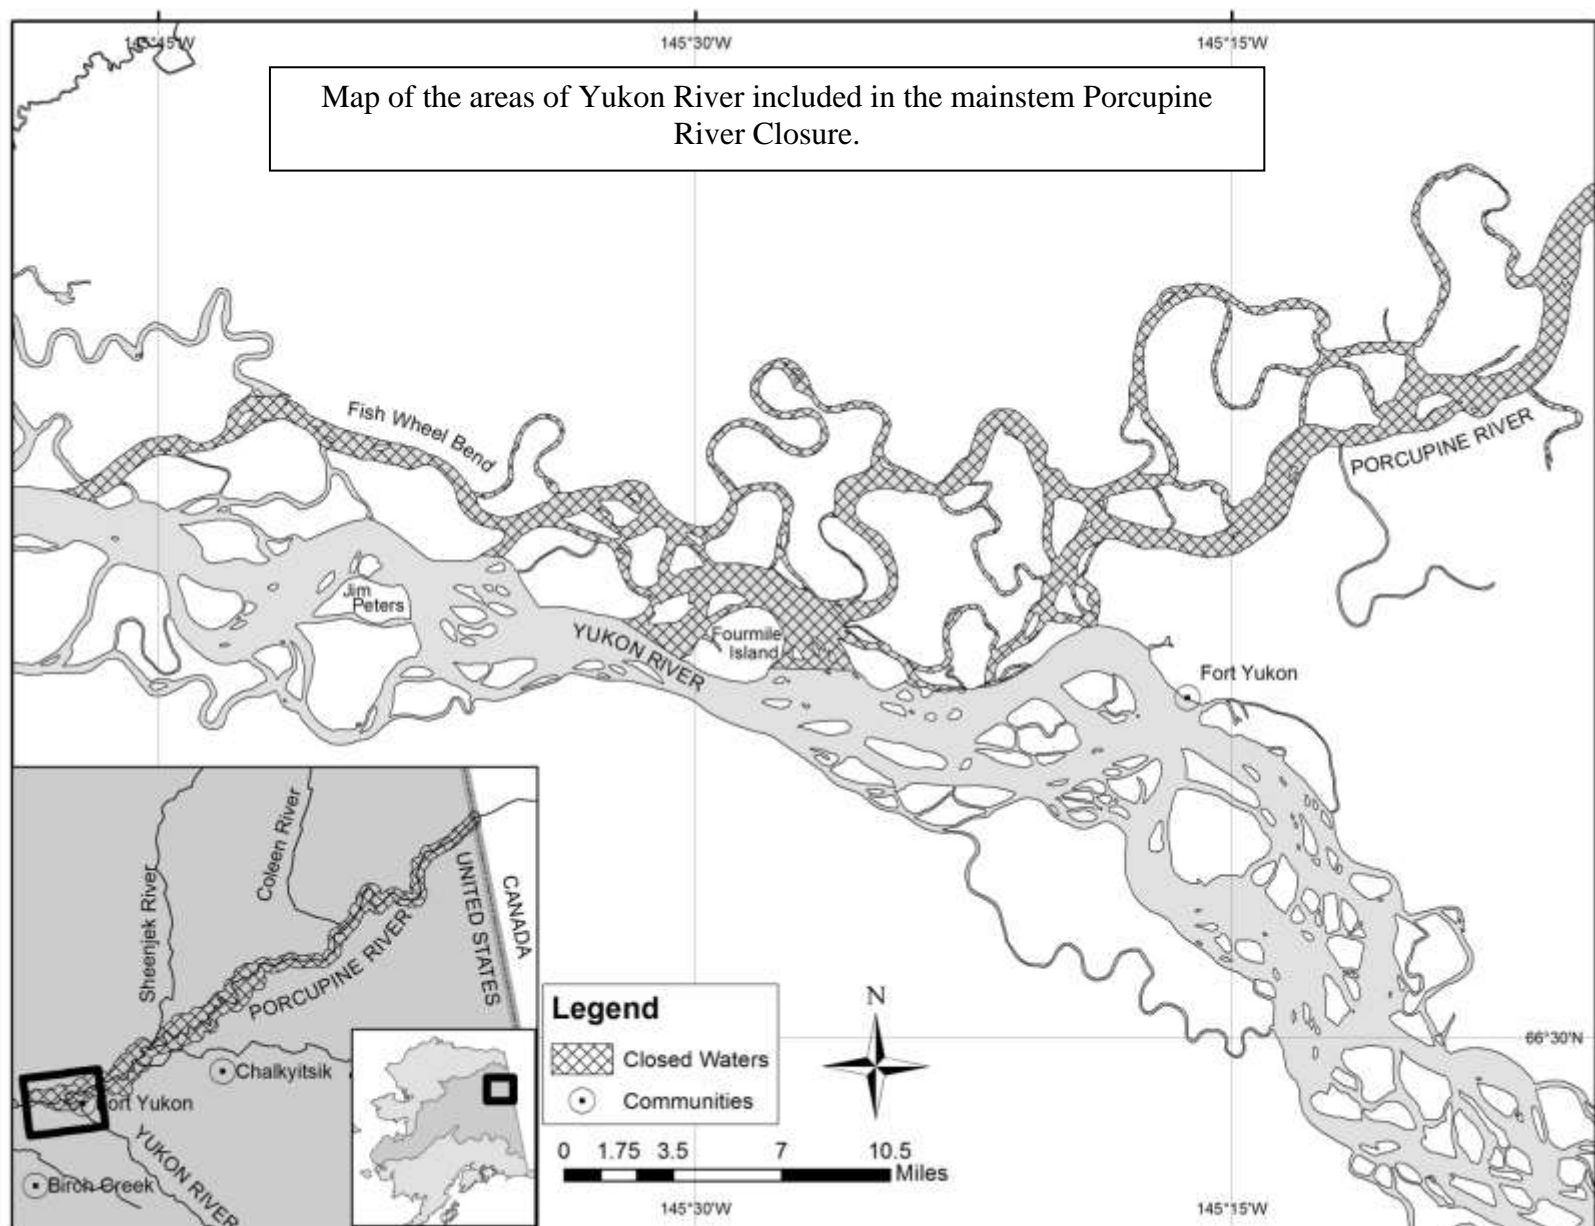 145°45'W
145°30'W
145°15'W
Map of the areas of Yukon River included in the mainstem Porcupine
River Closure.
Fish Wheel Bend
PORCUPINE RIVER
Jim
Peters
YUKON RIVER
Fourmile
Island
Fort Yukon
Sheenjek River
Coleen River
PORCUPINE RIVER
UNITED STATES
CANADA
Chalkyitsik
Fort Yukon
YUKON RIVER
Birch Creek
Legend
Closed Waters
Communities
N
66°30'N
0 1.75 3.5 7 10.5
Miles
145°30'W
145°15'W